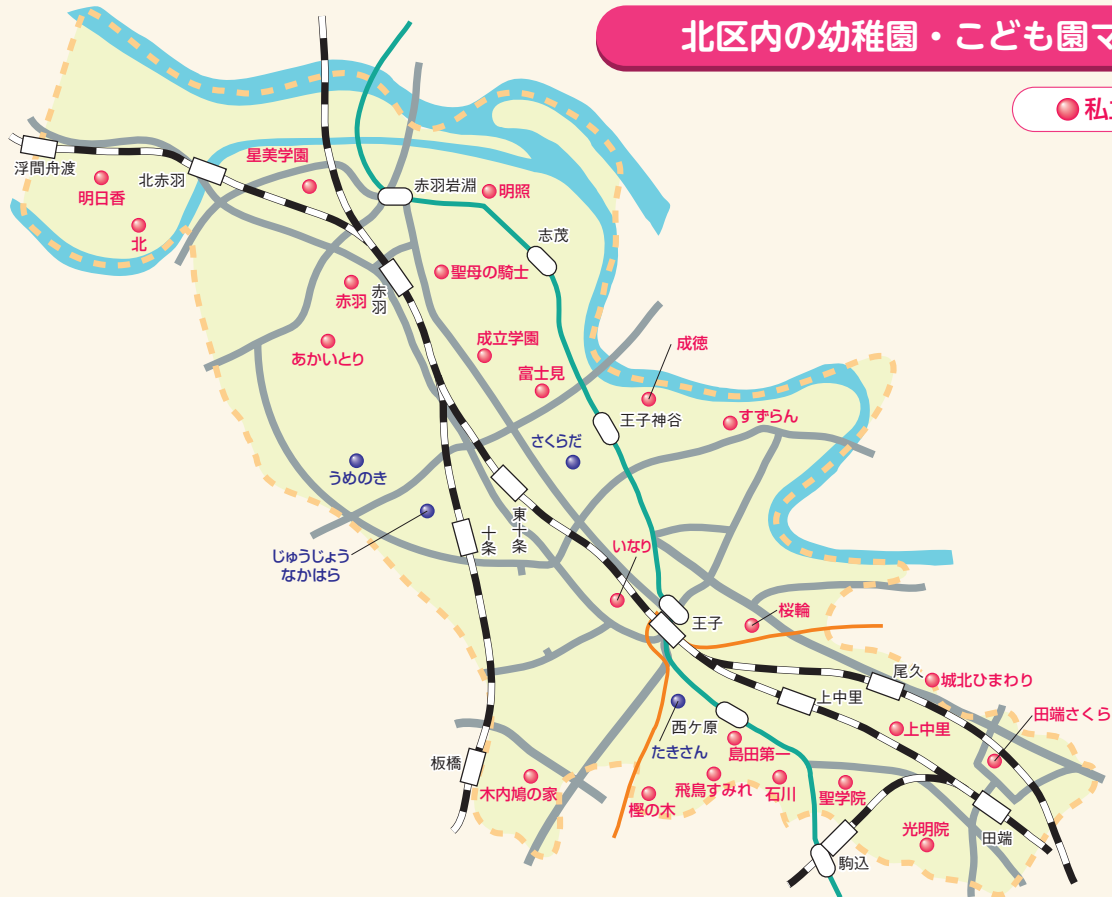 北区内の幼稚園・こども園マ
私立
浮間舟渡
明日香
北赤羽
北
星美学園
赤羽岩淵
明照
志茂
聖母の騎士
赤羽
赤羽
あかいとり
成立学園
富士見
成徳
王子神谷
すずらん
さくらだ
うめのき
じゅうじょう
なかはら
十条
東十条
いなり
王子
桜輪
尾久
城北ひまわり
上中里
上中里
田端さくら
西ケ原
たきさん
島田第一
板橋
木内鳩の家
樫の木
飛鳥すみれ
石川
聖学院
光明院
田端
駒込